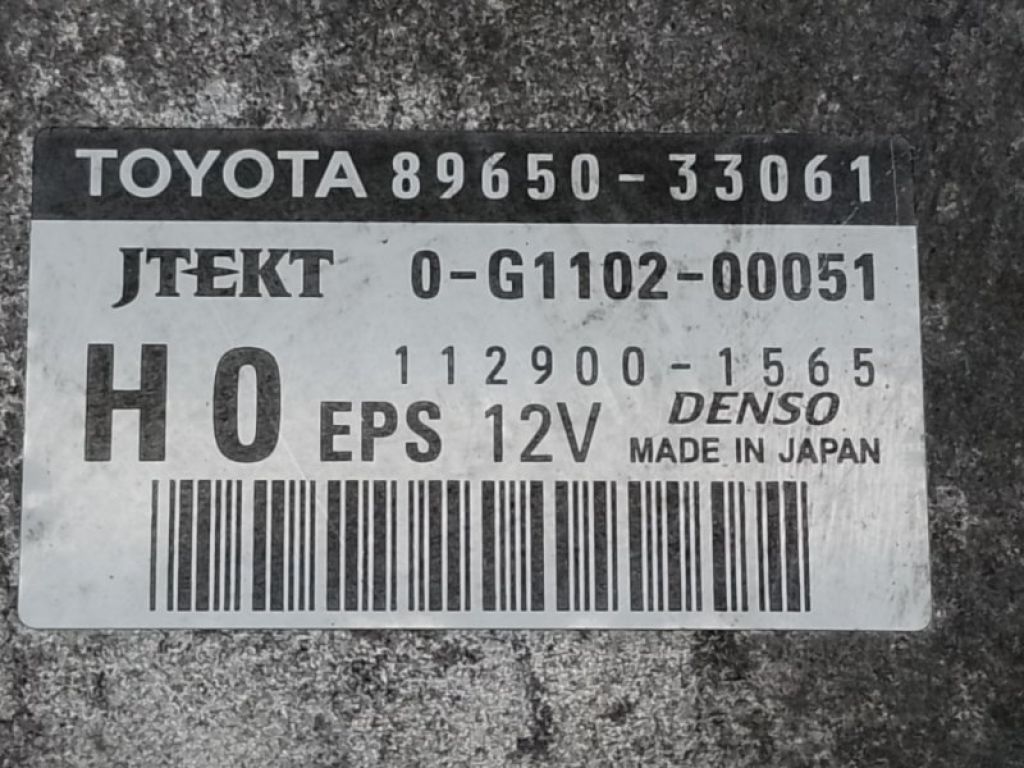 TOYOTA 89650-33061
JTEKT 0-G1102-00051
112900-1565
H0 EPS 12V DENSO
MADE IN JAPAN